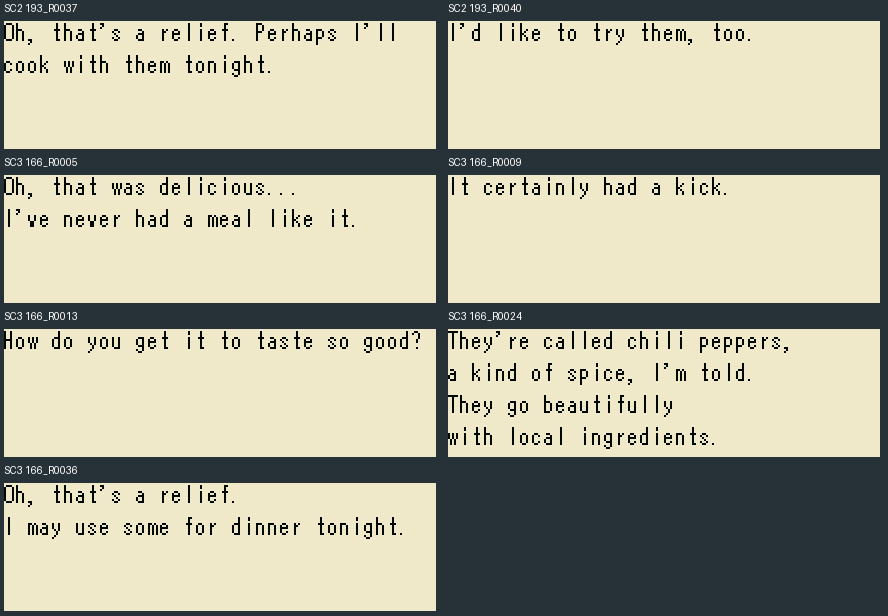 SC2 193_R0037
Oh, that's a relief. Perhaps I'll
cook with them tonight.
SC2 193_R0040
I'd like to try them, too.
SC3 166_R0005
Oh, that was delicious...
I've never had a meal like it.
SC3 166_R0009
It certainly had a kick.
SC3 166_R0013
How do you get it to taste so good?
SC3 166_R0024
They're called chili peppers,
a kind of spice, I'm told.
They go beautifully
with local ingredients.
SC3 166_R0036
Oh, that's a relief.
I may use some for dinner tonight.